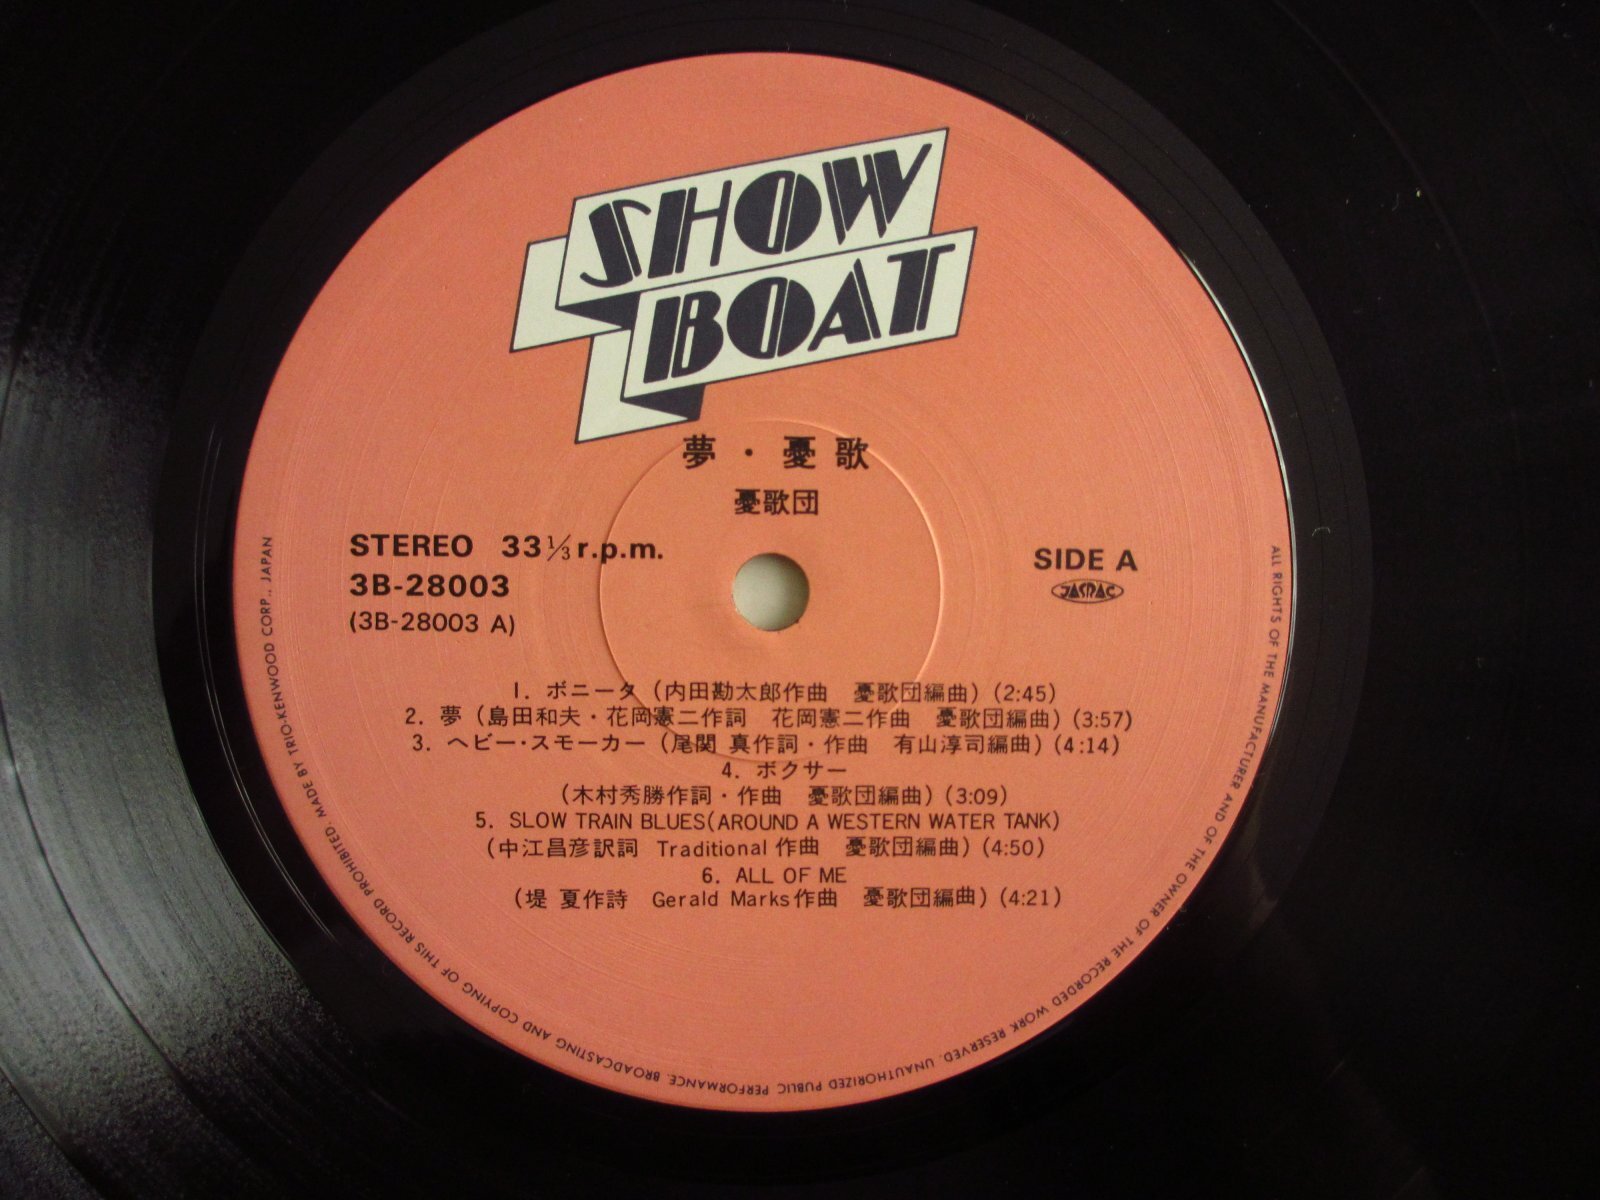 SHOW
BOAT
夢・憂歌
憂歌団
STEREO 33 1/3 r.p.m.
3B-28003
(3B-28003 A)
SIDE A
JASRAC
1. ボニータ (内田勘太郎作曲 憂歌団編曲) (2:45)
2. 夢 (島田和夫・花岡憲二作詞 花岡憲二作曲 憂歌団編曲) (3:57)
3. ヘビー・スモーカー (尾関 真作詞・作曲 有山淳司編曲) (4:14)
4. ボクサー
(木村秀勝作詞・作曲 憂歌団編曲) (3:09)
5. SLOW TRAIN BLUES(AROUND A WESTERN WATER TANK)
(中江昌彦訳詞 Traditional 作曲 憂歌団編曲) (4:50)
6. ALL OF ME
(堤 夏作詩 Gerald Marks作曲 憂歌団編曲) (4:21)
ALL RIGHTS OF THE MANUFACTURER AND OF THE OWNER OF THE RECORDED WORK RESERVED. UNAUTHORIZED PUBLIC PERFORMANCE. BROADCASTING AND COPYING OF THIS RECORD PROHIBITED. MADE BY TRIO-KENWOOD CORP., JAPAN